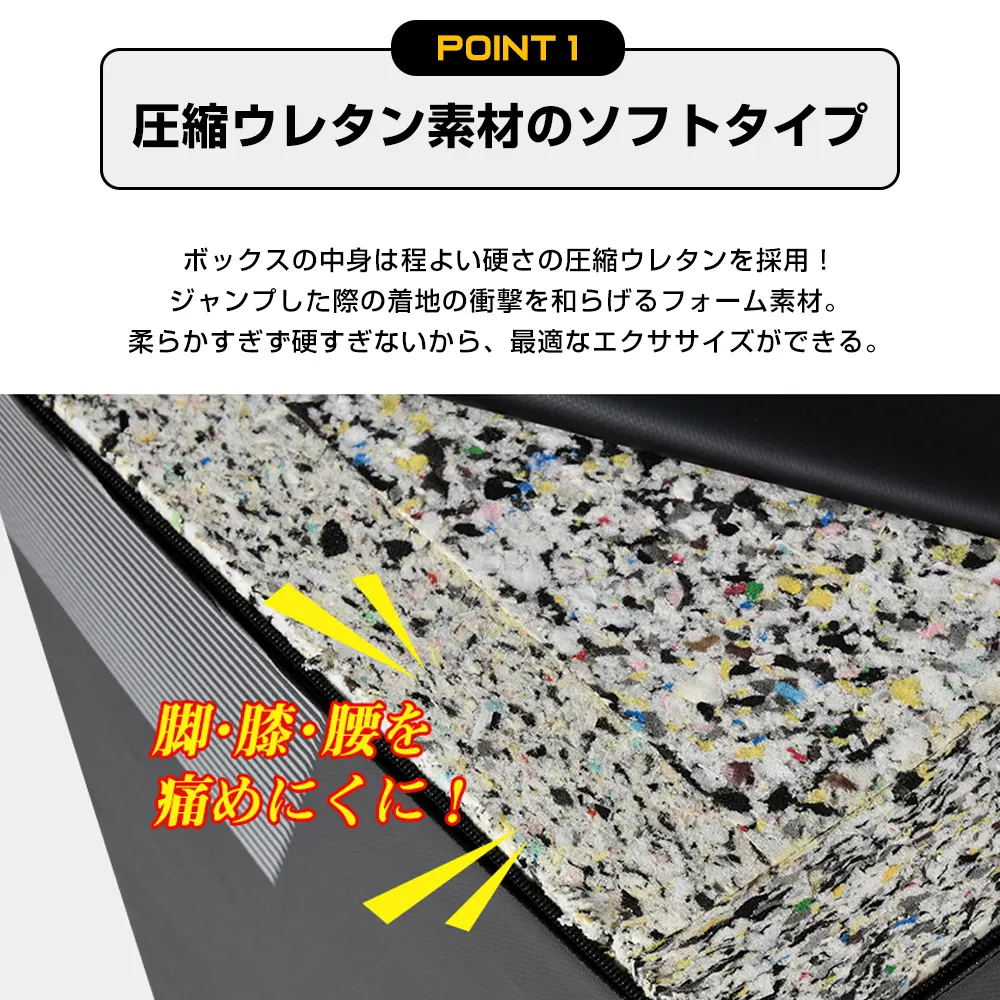 POINT 1
圧縮ウレタン素材のソフトタイプ
ボックスの中身は程よい硬さの圧縮ウレタンを採用！
ジャンプした際の着地の衝撃を和らげるフォーム素材。
柔らかすぎず硬すぎないから、最適なエクササイズができる。
脚・膝・腰を
痛めにくに！